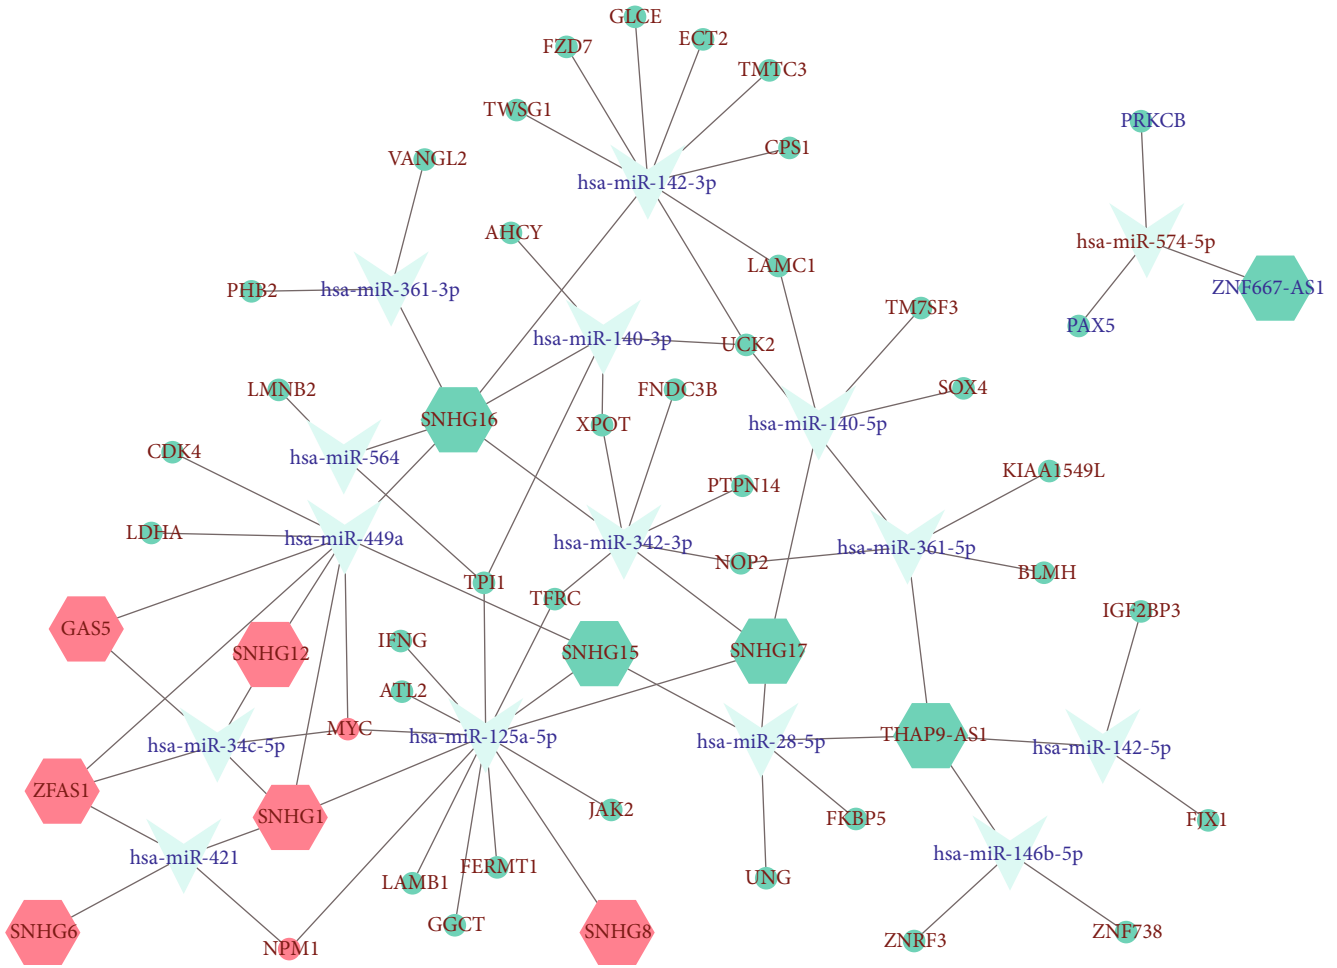 GLCE
FZD7
ECT2
TMTC3
TWSG1
PRKCB
CPS1
VANGL2
hsa-miR-142-3p
AHCY
hsa-miR-574-5p
LAMC1
PHB2
hsa-miR-361-3p
ZNF667-AS1
TM7SF3
PAX5
hsa-miR-140-3p
UCK2
LMNB2
FNDC3B
SOX4
SNHG16
XPOT
hsa-miR-140-5p
CDK4
hsa-miR-564
KIAA1549L
PTPN14
LDHA
hsa-miR-449a
hsa-miR-342-3p
hsa-miR-361-5p
NOP2
BLMH
TPI1
TFRC
IGF2BP3
GAS5
IFNG
SNHG12
SNHG15
SNHG17
ATL2
MYC
THAP9-AS1
hsa-miR-34c-5p
hsa-miR-125a-5p
hsa-miR-28-5p
hsa-miR-142-5p
ZFAS1
JAK2
SNHG1
FKBP5
FJX1
hsa-miR-421
hsa-miR-146b-5p
FERMT1
LAMB1
UNG
GGCT
SNHG6
SNHG8
ZNF738
ZNRF3
NPM1